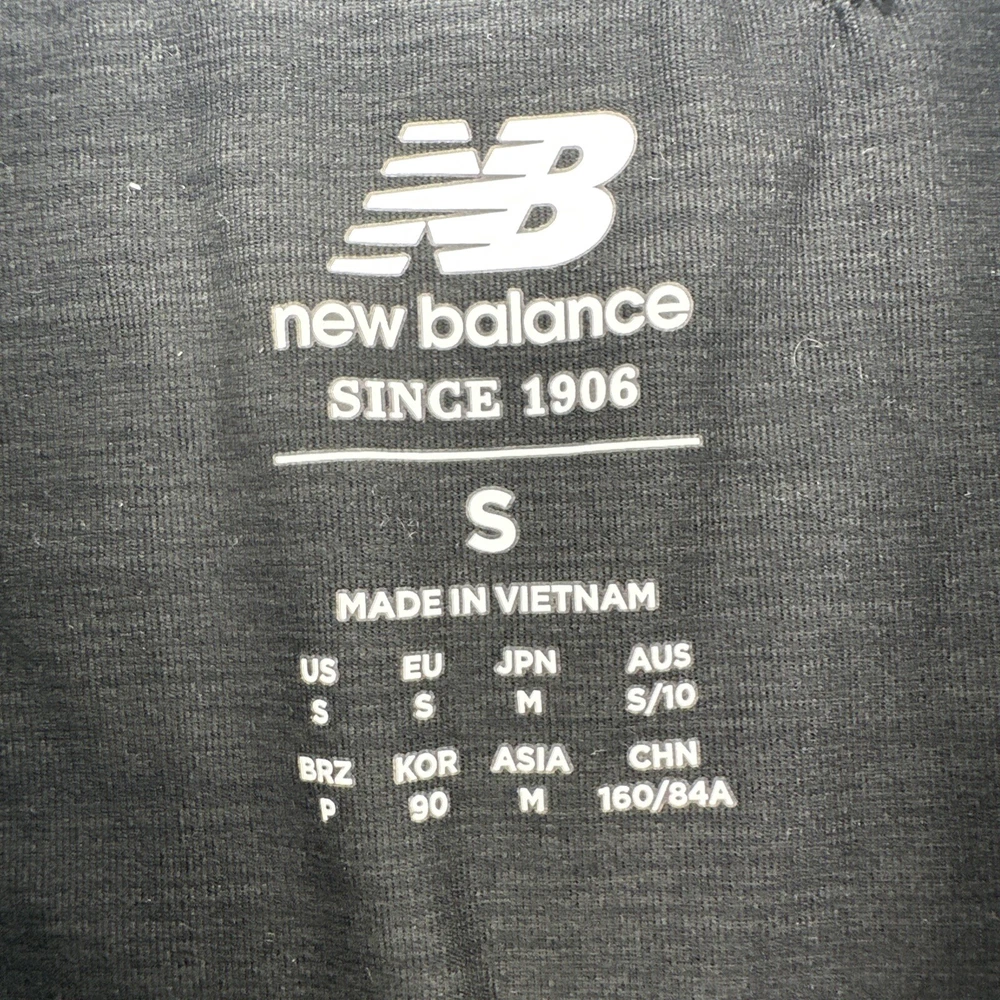 NB
new balance
SINCE 1906
S
MADE IN VIETNAM
US EU JPN AUS
S S M S/10
BRZ KOR ASIA CHN
P 90 M 160/84A